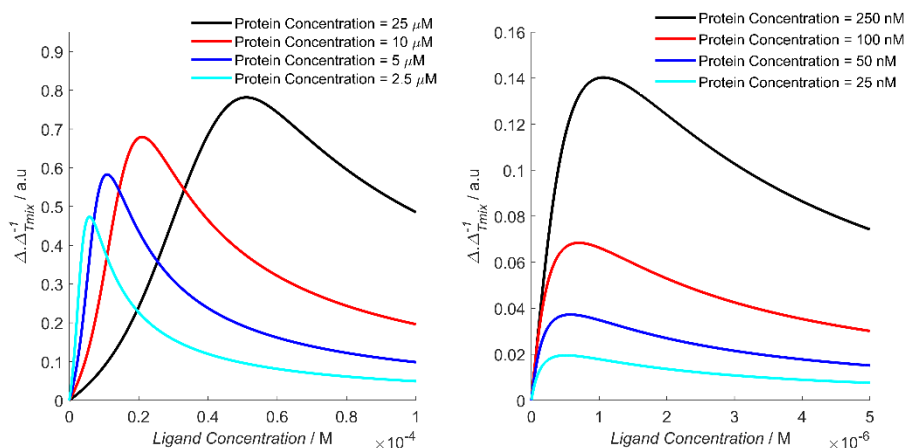 Protein Concentration = 25 μM
Protein Concentration = 10 μM
Protein Concentration = 5 μM
Protein Concentration = 2.5 μM
0.9
0.8
0.7
0.6
0.5
0.4
0.3
0.2
0.1
0
Δ.Δ⁻¹Tmix / a.u
0 0.2 0.4 0.6 0.8 1
Ligand Concentration / M ×10⁻⁴
Protein Concentration = 250 nM
Protein Concentration = 100 nM
Protein Concentration = 50 nM
Protein Concentration = 25 nM
0.16
0.14
0.12
0.1
0.08
0.06
0.04
0.02
0
Δ.Δ⁻¹Tmix / a.u
0 1 2 3 4 5
Ligand Concentration / M ×10⁻⁶